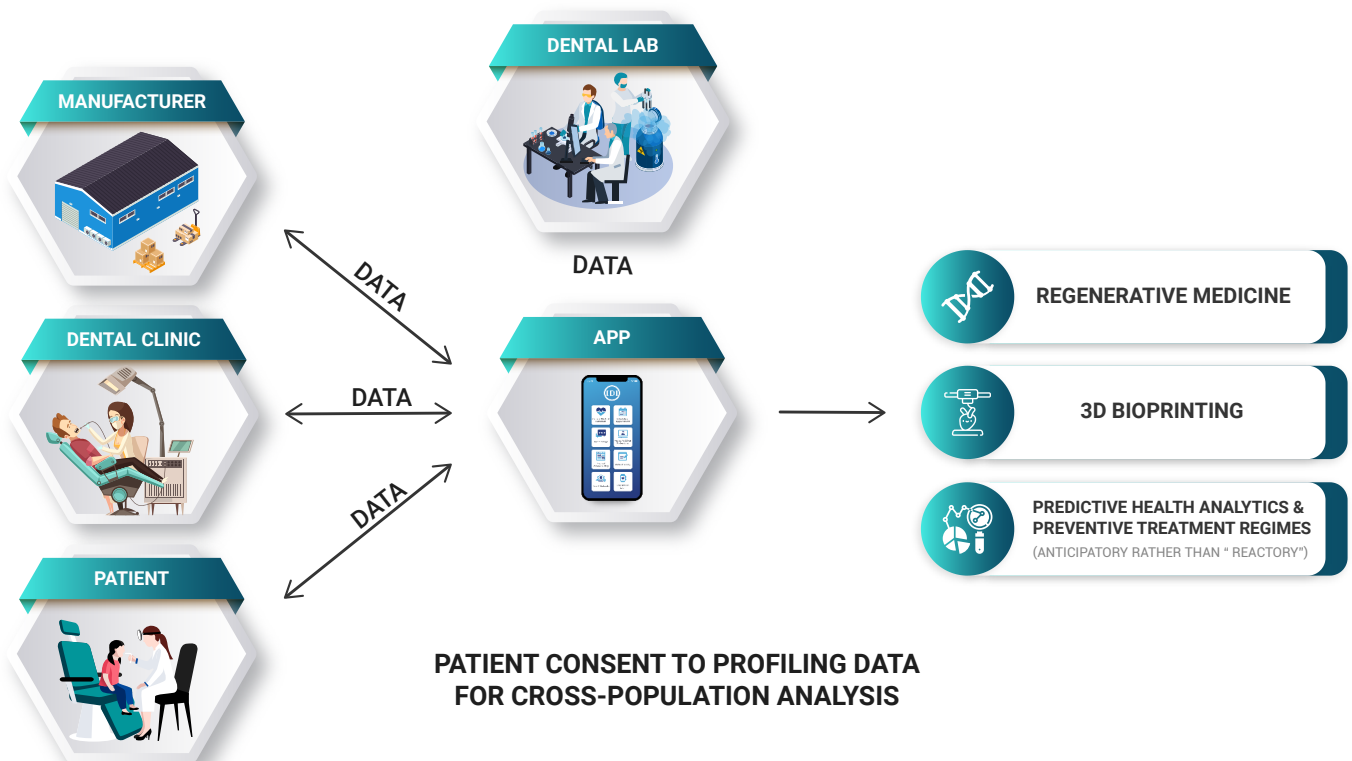 DENTAL LAB
MANUFACTURER
DATA
DATA
DENTAL CLINIC
APP
DATA
DATA
PATIENT
REGENERATIVE MEDICINE
3D BIOPRINTING
PREDICTIVE HEALTH ANALYTICS &
PREVENTIVE TREATMENT REGIMES
(ANTICIPATORY RATHER THAN “ REACTORY”)
PATIENT CONSENT TO PROFILING DATA
FOR CROSS-POPULATION ANALYSIS